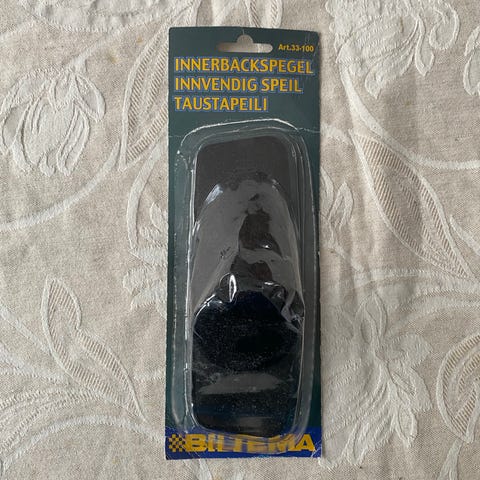 Art.33-100
INNERBACKSPEGEL
INNVENDIG SPEIL
TAUSTAPEILI
BILTEMA